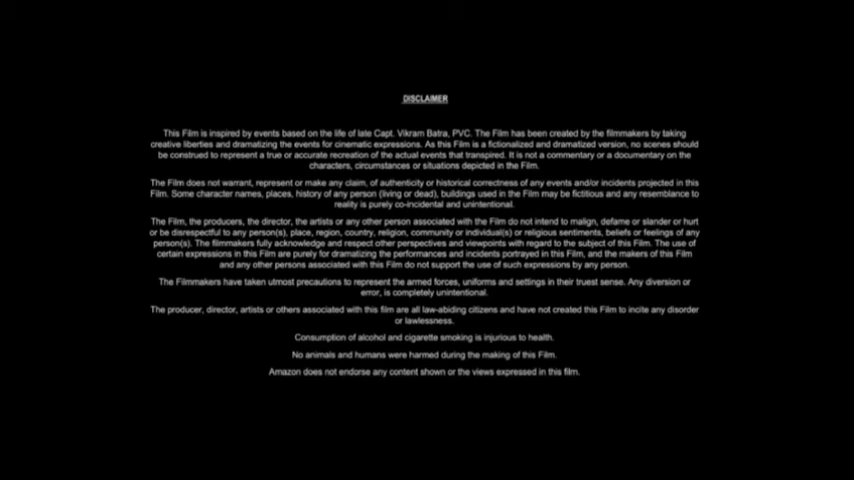 DISCLAIMER
This Film is inspired by events based on the life of late Capt. Vikram Batra, PVC. The Film has been created by the filmmakers by taking
creative liberties and dramatizing the events for cinematic expressions. As this Film is a fictionalized and dramatized version, no scenes should
be construed to represent a true or accurate recreation of the actual events that transpired. It is not a commentary or a documentary on the
characters, circumstances or situations depicted in the Film.
The Film does not warrant, represent or make any claim, of authenticity or historical correctness of any events and/or incidents projected in this
Film. Some character names, places, history of any person (living or dead), buildings used in the Film may be fictitious and any resemblance to
reality is purely co-incidental and unintentional.
The Film, the producers, the director, the artists or any other person associated with the Film do not intend to malign, defame or slander or hurt
or be disrespectful to any person(s), place, region, country, religion, community or individual(s) or religious sentiments, beliefs or feelings of any
person(s). The filmmakers fully acknowledge and respect other perspectives and viewpoints with regard to the subject of this Film. The use of
certain expressions in this Film are purely for dramatizing the performances and incidents portrayed in this Film, and the makers of this Film
and any other persons associated with this Film do not support the use of such expressions by any person.
The Filmmakers have taken utmost precautions to represent the armed forces, uniforms and settings in their truest sense. Any diversion or
error, is completely unintentional.
The producer, director, artists or others associated with this film are all law-abiding citizens and have not created this Film to incite any disorder
or lawlessness.
Consumption of alcohol and cigarette smoking is injurious to health.
No animals and humans were harmed during the making of this Film.
Amazon does not endorse any content shown or the views expressed in this film.